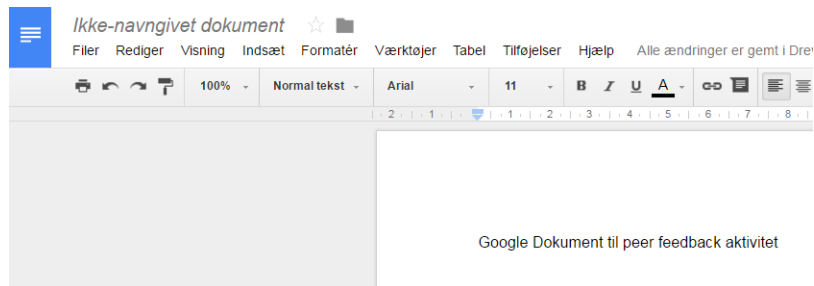 Ikke-navngivet dokument
Filer Rediger Visning Indsæt Formatér Værktøjer Tabel Tilføjelser Hjælp Alle ændringer er gemt i Drev
100% Normal tekst Arial 11 B I U A
2 1 1 2 3 4 5 6 7 8
Google Dokument til peer feedback aktivitet